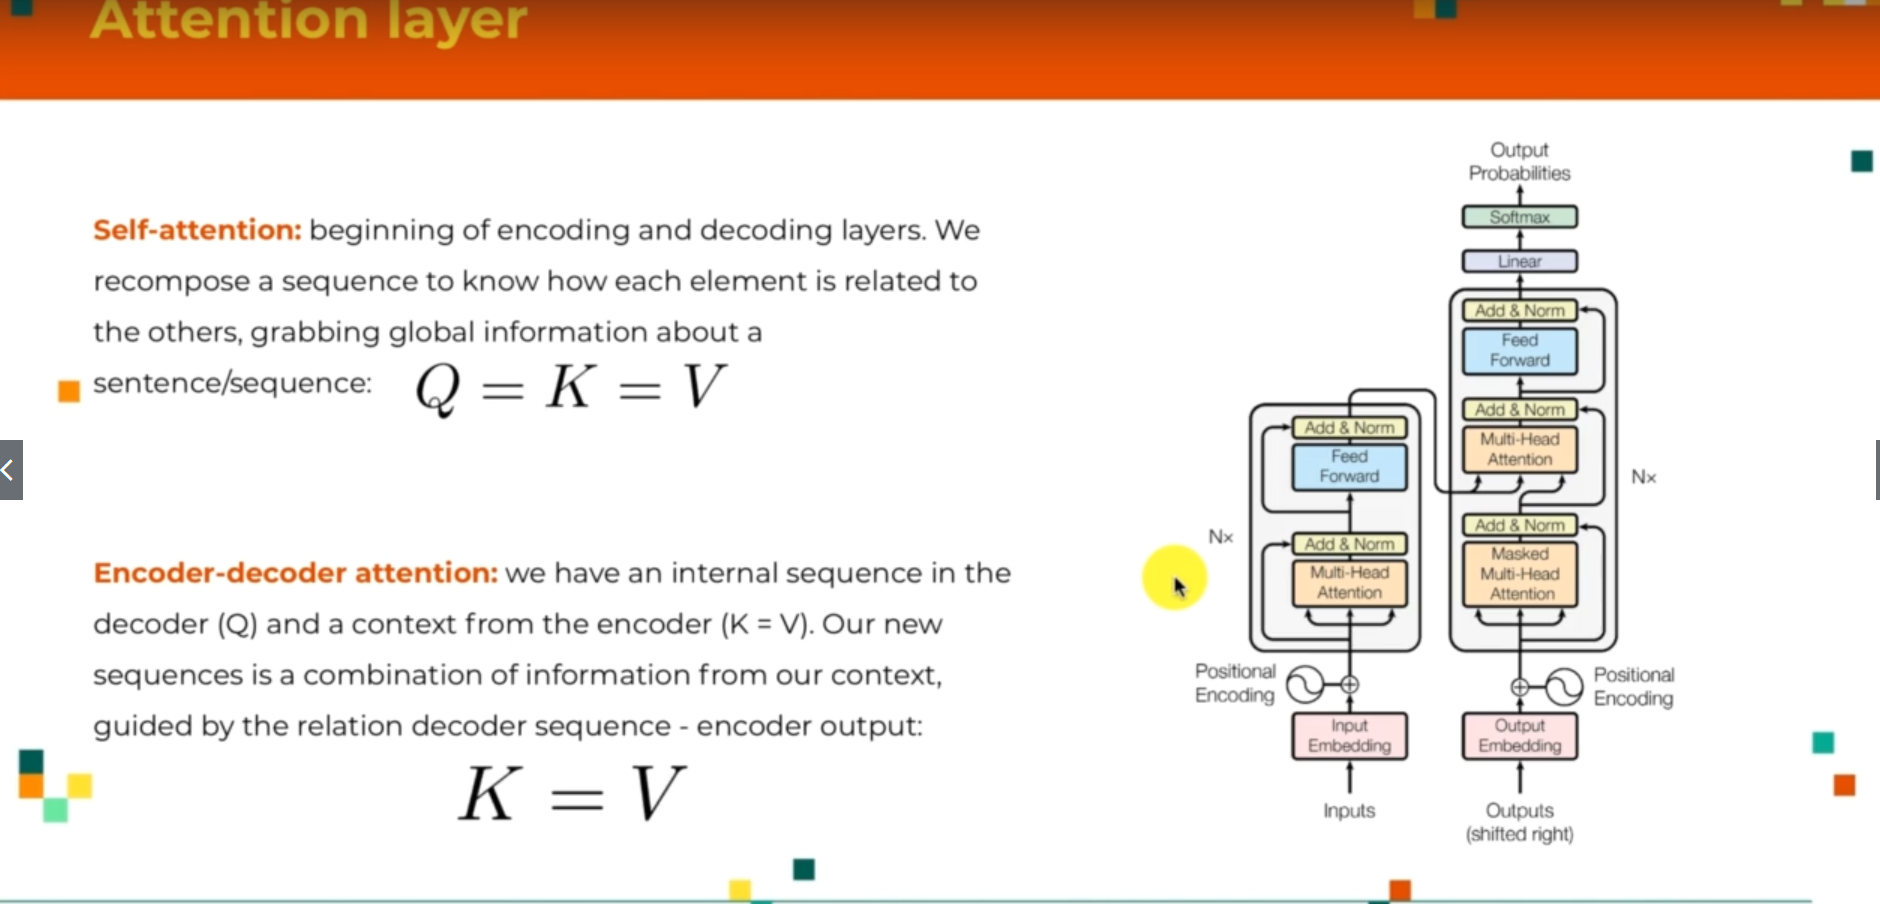 Attention layer
Self-attention: beginning of encoding and decoding layers. We
recompose a sequence to know how each element is related to
the others, grabbing global information about a
sentence/sequence: Q = K = V
Encoder-decoder attention: we have an internal sequence in the
decoder (Q) and a context from the encoder (K = V). Our new
sequences is a combination of information from our context,
guided by the relation decoder sequence - encoder output:
K = V
Output
Probabilities
Softmax
Linear
Add & Norm
Feed
Forward
Add & Norm
Multi-Head
Attention
Nx
Add & Norm
Masked
Multi-Head
Attention
Positional
Encoding
Output
Embedding
Outputs
(shifted right)
Add & Norm
Feed
Forward
Nx
Add & Norm
Multi-Head
Attention
Positional
Encoding
Input
Embedding
Inputs